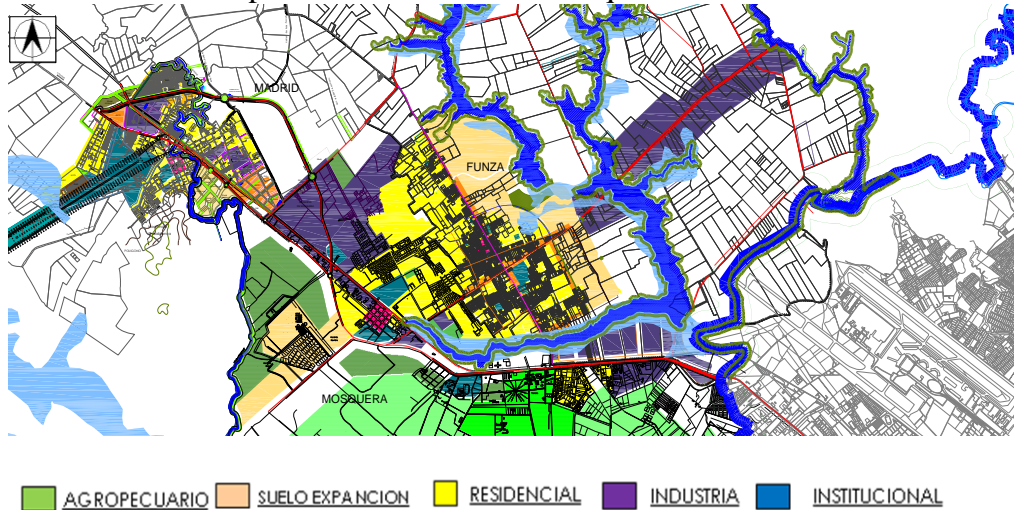 MADRID
FUNZA
MOSQUERA
AGROPECUARIO SUELO EXPANCION RESIDENCIAL INDUSTRIA INSTITUCIONAL